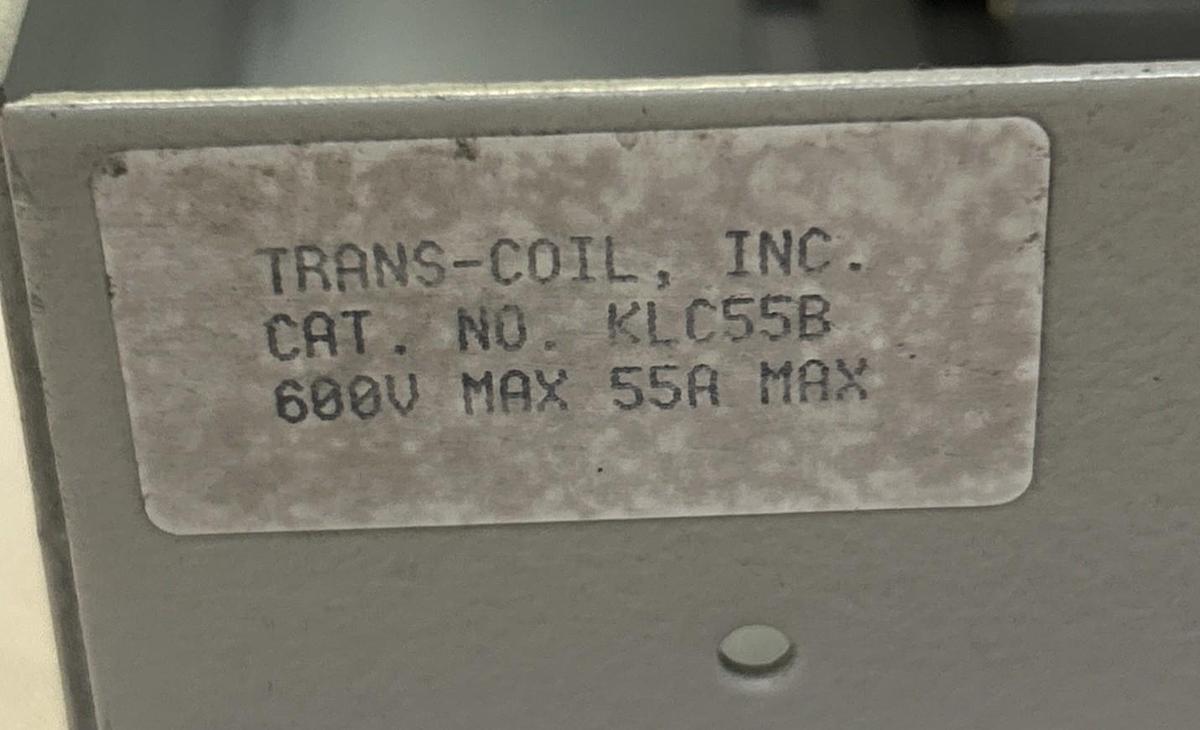 TRANS-COIL, INC.
CAT. NO. KLC55B
600V MAX 55A MAX